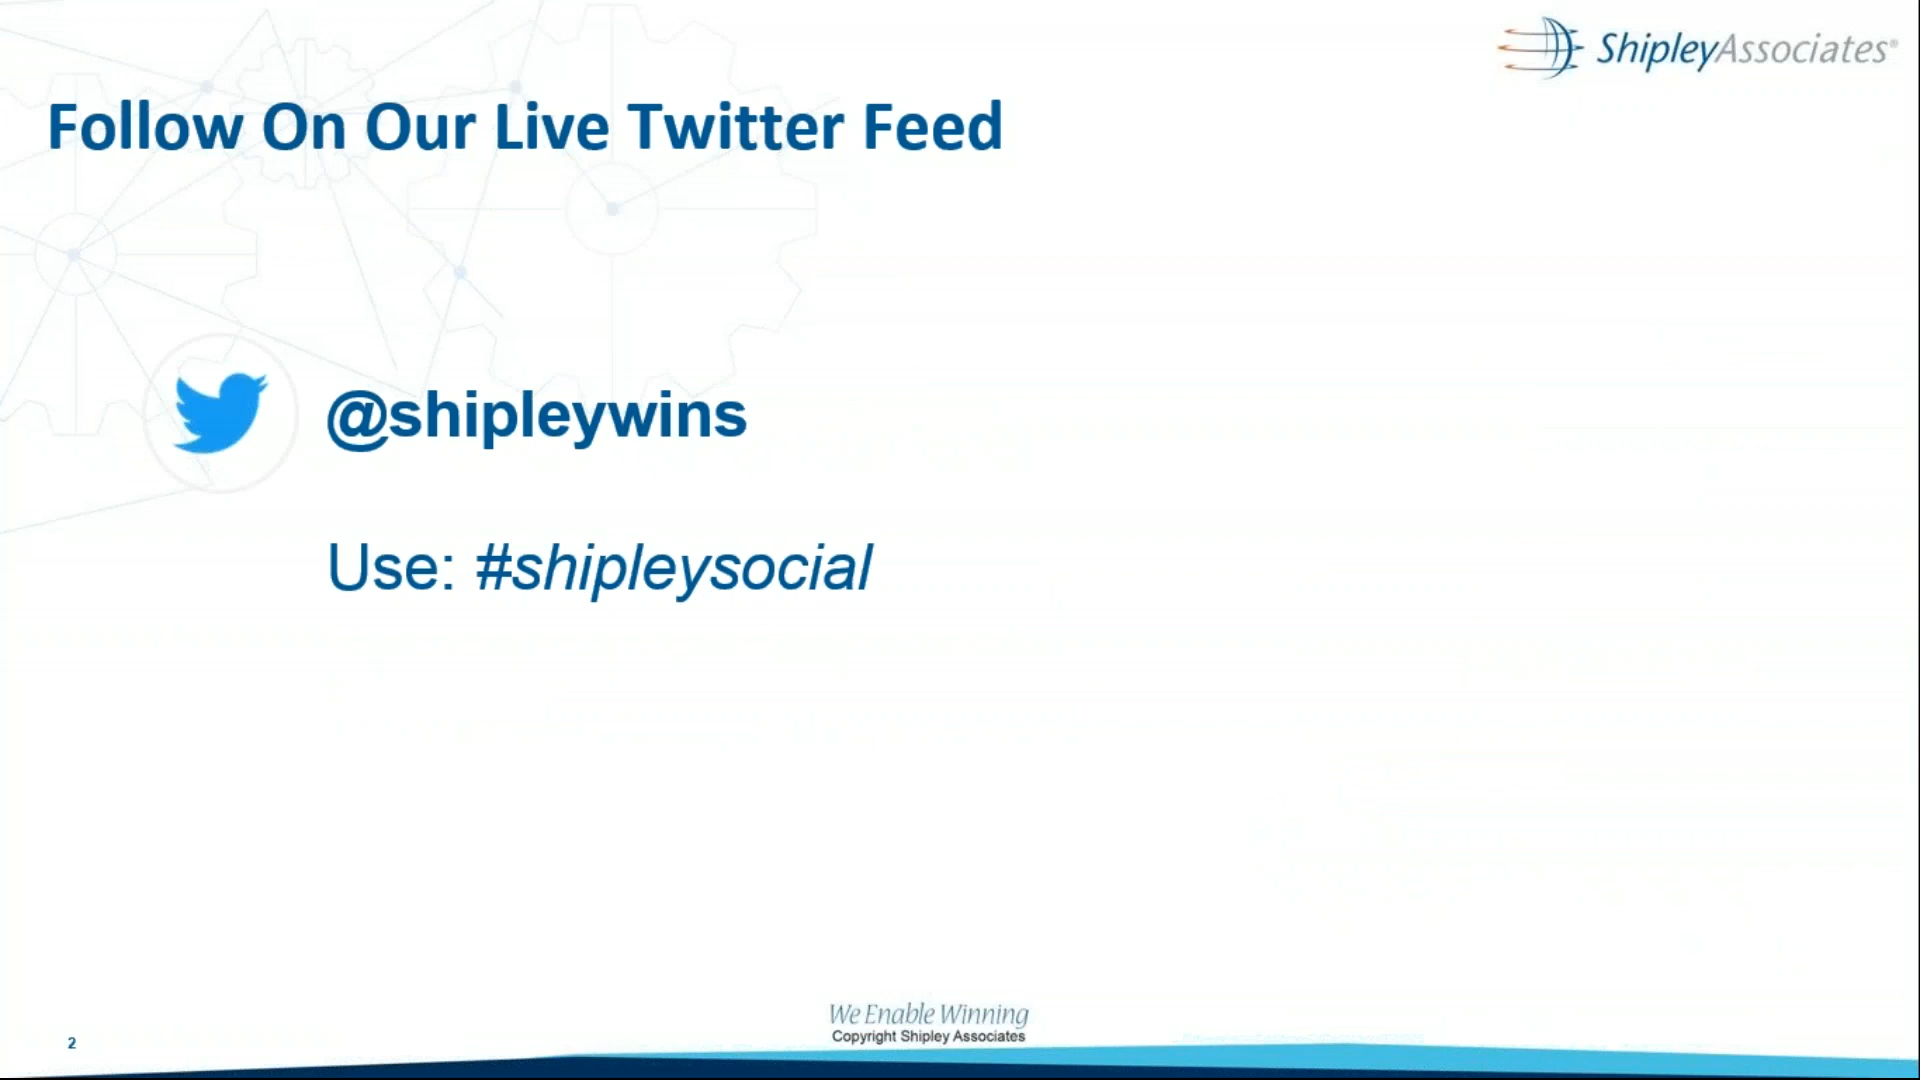 ShipleyAssociates®
Follow On Our Live Twitter Feed
@shipleywins
Use: #shipleysocial
We Enable Winning
Copyright Shipley Associates
2